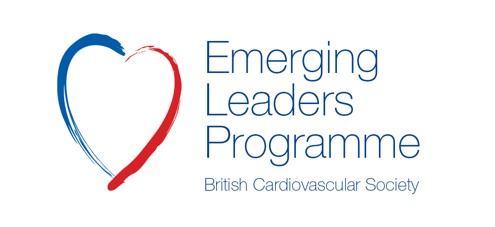 Emerging
Leaders
Programme
British Cardiovascular Society